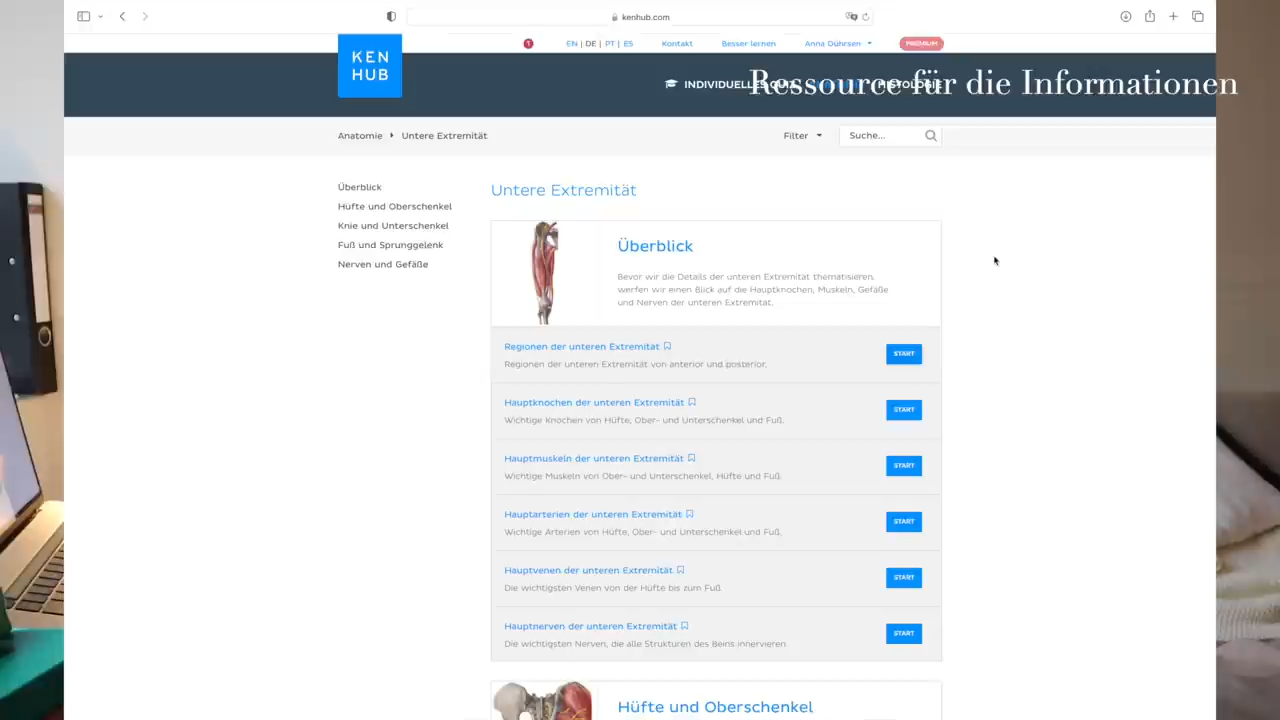 kenhub.com
KEN
HUB
1
EN | DE | PT | ES
Kontakt
Besser lernen
Anna Dührsen
PREMIUM
INDIVIDUELLES QUIZ
HISTOLOGIE
Ressource für die Informationen
Anatomie
Untere Extremität
Filter
Suche...
Überblick
Hüfte und Oberschenkel
Knie und Unterschenkel
Fuß und Sprunggelenk
Nerven und Gefäße
Untere Extremität
Überblick
Bevor wir die Details der unteren Extremität thematisieren,
werfen wir einen Blick auf die Hauptknochen, Muskeln, Gefäße
und Nerven der unteren Extremität.
Regionen der unteren Extremität
Regionen der unteren Extremität von anterior und posterior.
START
Hauptknochen der unteren Extremität
Wichtige Knochen von Hüfte, Ober- und Unterschenkel und Fuß.
START
Hauptmuskeln der unteren Extremität
Wichtige Muskeln von Ober- und Unterschenkel, Hüfte und Fuß.
START
Hauptarterien der unteren Extremität
Wichtige Arterien von Hüfte, Ober- und Unterschenkel und Fuß.
START
Hauptvenen der unteren Extremität
Die wichtigsten Venen von der Hüfte bis zum Fuß.
START
Hauptnerven der unteren Extremität
Die wichtigsten Nerven, die alle Strukturen des Beins innervieren.
START
Hüfte und Oberschenkel